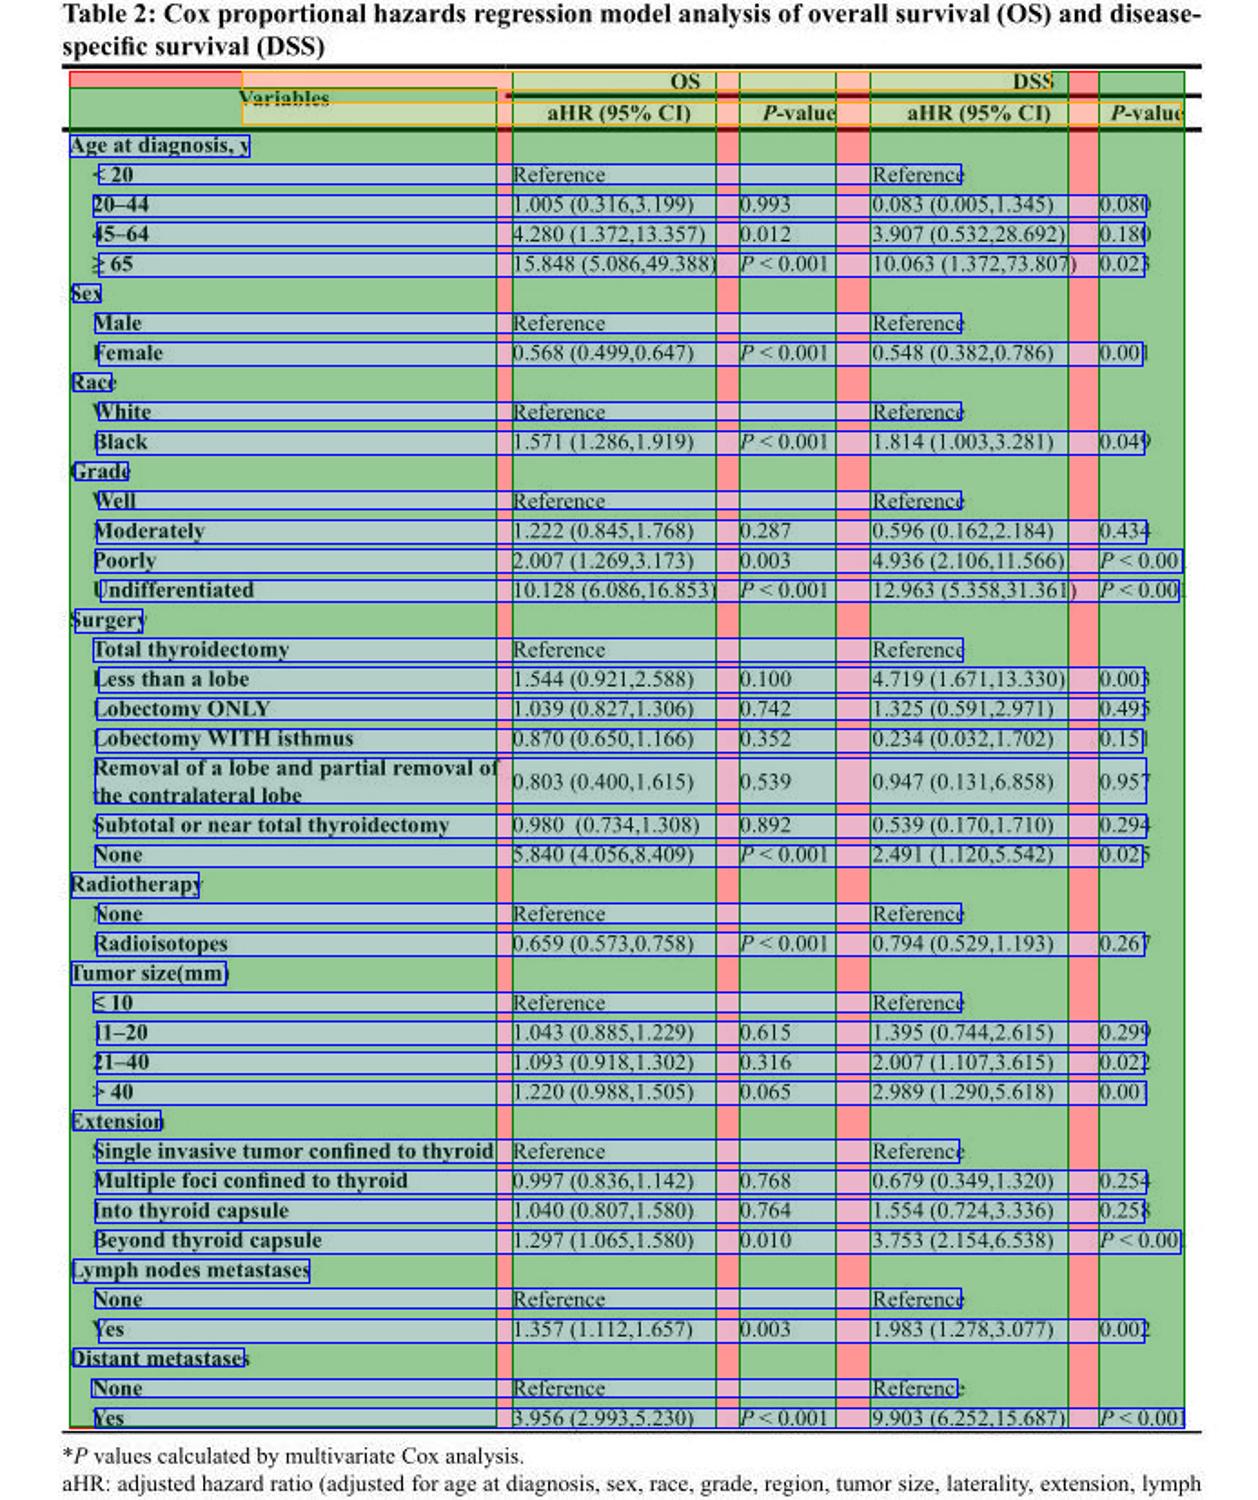 Table 2: Cox proportional hazards regression model analysis of overall survival (OS) and disease-
specific survival (DSS)
Variables OS DSS
aHR (95% CI) P-value aHR (95% CI) P-value
Age at diagnosis, y
< 20 Reference Reference
20–44 1.005 (0.316,3.199) 0.993 0.083 (0.005,1.345) 0.080
45–64 4.280 (1.372,13.357) 0.012 3.907 (0.532,28.692) 0.180
≥ 65 15.848 (5.086,49.388) P < 0.001 10.063 (1.372,73.807) 0.023
Sex
Male Reference Reference
Female 0.568 (0.499,0.647) P < 0.001 0.548 (0.382,0.786) 0.001
Race
White Reference Reference
Black 1.571 (1.286,1.919) P < 0.001 1.814 (1.003,3.281) 0.049
Grade
Well Reference Reference
Moderately 1.222 (0.845,1.768) 0.287 0.596 (0.162,2.184) 0.434
Poorly 2.007 (1.269,3.173) 0.003 4.936 (2.106,11.566) P < 0.001
Undifferentiated 10.128 (6.086,16.853) P < 0.001 12.963 (5.358,31.361) P < 0.001
Surgery
Total thyroidectomy Reference Reference
Less than a lobe 1.544 (0.921,2.588) 0.100 4.719 (1.671,13.330) 0.003
Lobectomy ONLY 1.039 (0.827,1.306) 0.742 1.325 (0.591,2.971) 0.495
Lobectomy WITH isthmus 0.870 (0.650,1.166) 0.352 0.234 (0.032,1.702) 0.151
Removal of a lobe and partial removal of
the contralateral lobe 0.803 (0.400,1.615) 0.539 0.947 (0.131,6.858) 0.957
Subtotal or near total thyroidectomy 0.980 (0.734,1.308) 0.892 0.539 (0.170,1.710) 0.294
None 5.840 (4.056,8.409) P < 0.001 2.491 (1.120,5.542) 0.025
Radiotherapy
None Reference Reference
Radioisotopes 0.659 (0.573,0.758) P < 0.001 0.794 (0.529,1.193) 0.267
Tumor size(mm)
≤ 10 Reference Reference
11–20 1.043 (0.885,1.229) 0.615 1.395 (0.744,2.615) 0.299
21–40 1.093 (0.918,1.302) 0.316 2.007 (1.107,3.615) 0.022
> 40 1.220 (0.988,1.505) 0.065 2.989 (1.290,5.618) 0.001
Extension
Single invasive tumor confined to thyroid Reference Reference
Multiple foci confined to thyroid 0.997 (0.836,1.142) 0.768 0.679 (0.349,1.320) 0.254
Into thyroid capsule 1.040 (0.807,1.580) 0.764 1.554 (0.724,3.336) 0.258
Beyond thyroid capsule 1.297 (1.065,1.580) 0.010 3.753 (2.154,6.538) P < 0.001
Lymph nodes metastases
None Reference Reference
Yes 1.357 (1.112,1.657) 0.003 1.983 (1.278,3.077) 0.002
Distant metastases
None Reference Reference
Yes 3.956 (2.993,5.230) P < 0.001 9.903 (6.252,15.687) P < 0.001
*P values calculated by multivariate Cox analysis.
aHR: adjusted hazard ratio (adjusted for age at diagnosis, sex, race, grade, region, tumor size, laterality, extension, lymph